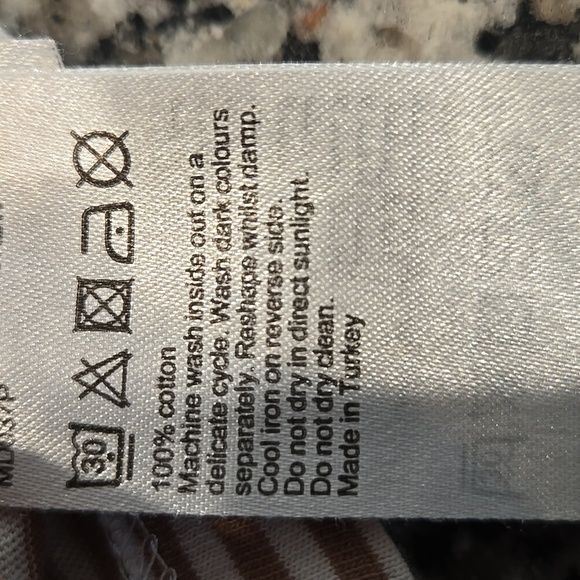 30
100% cotton
Machine wash inside out on a
delicate cycle. Wash dark colours
separately. Reshape whilst damp.
Cool iron on reverse side.
Do not dry in direct sunlight.
Do not dry clean.
Made in Turkey